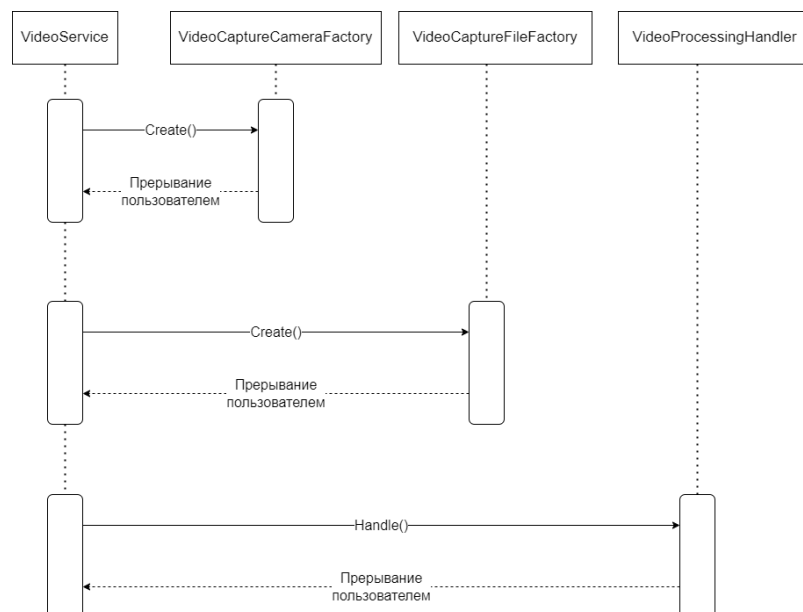 VideoService
VideoCaptureCameraFactory
VideoCaptureFileFactory
VideoProcessingHandler
Create()
Прерывание
пользователем
Create()
Прерывание
пользователем
Handle()
Прерывание
пользователем